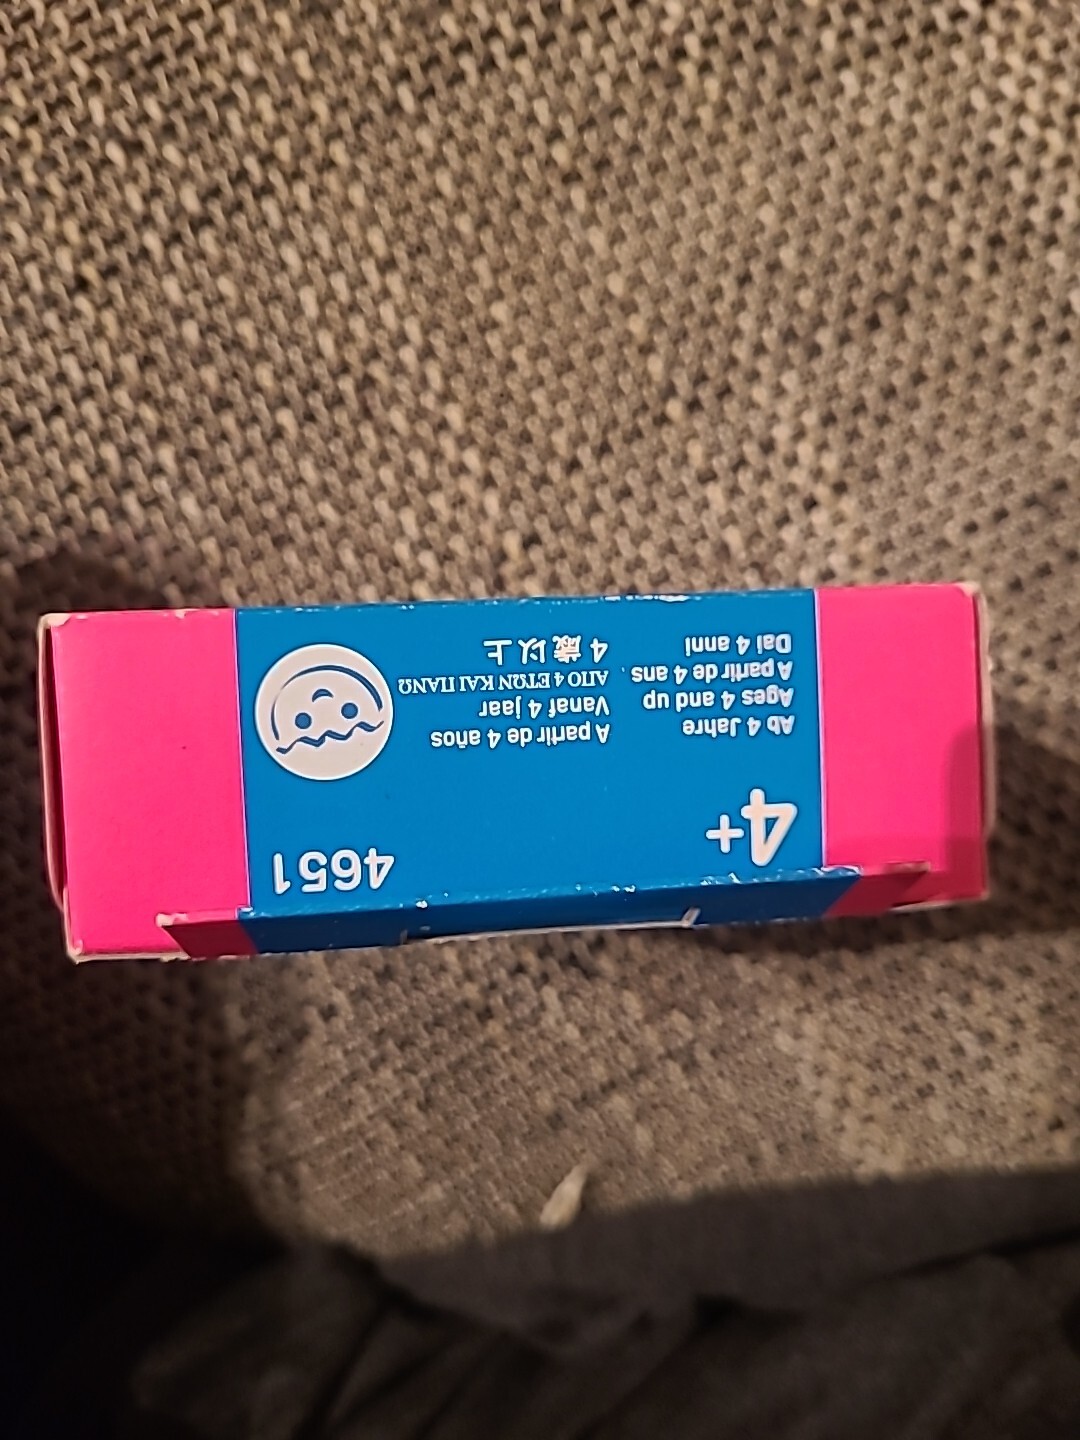 4+
4651
Ab 4 Jahre
Ages 4 and up
A partir de 4 ans
Dai 4 anni
A partir de 4 años
Vanaf 4 jaar
ΑΠΟ 4 ΕΤΩΝ ΚΑΙ ΠΑΝΩ
4 歳以上